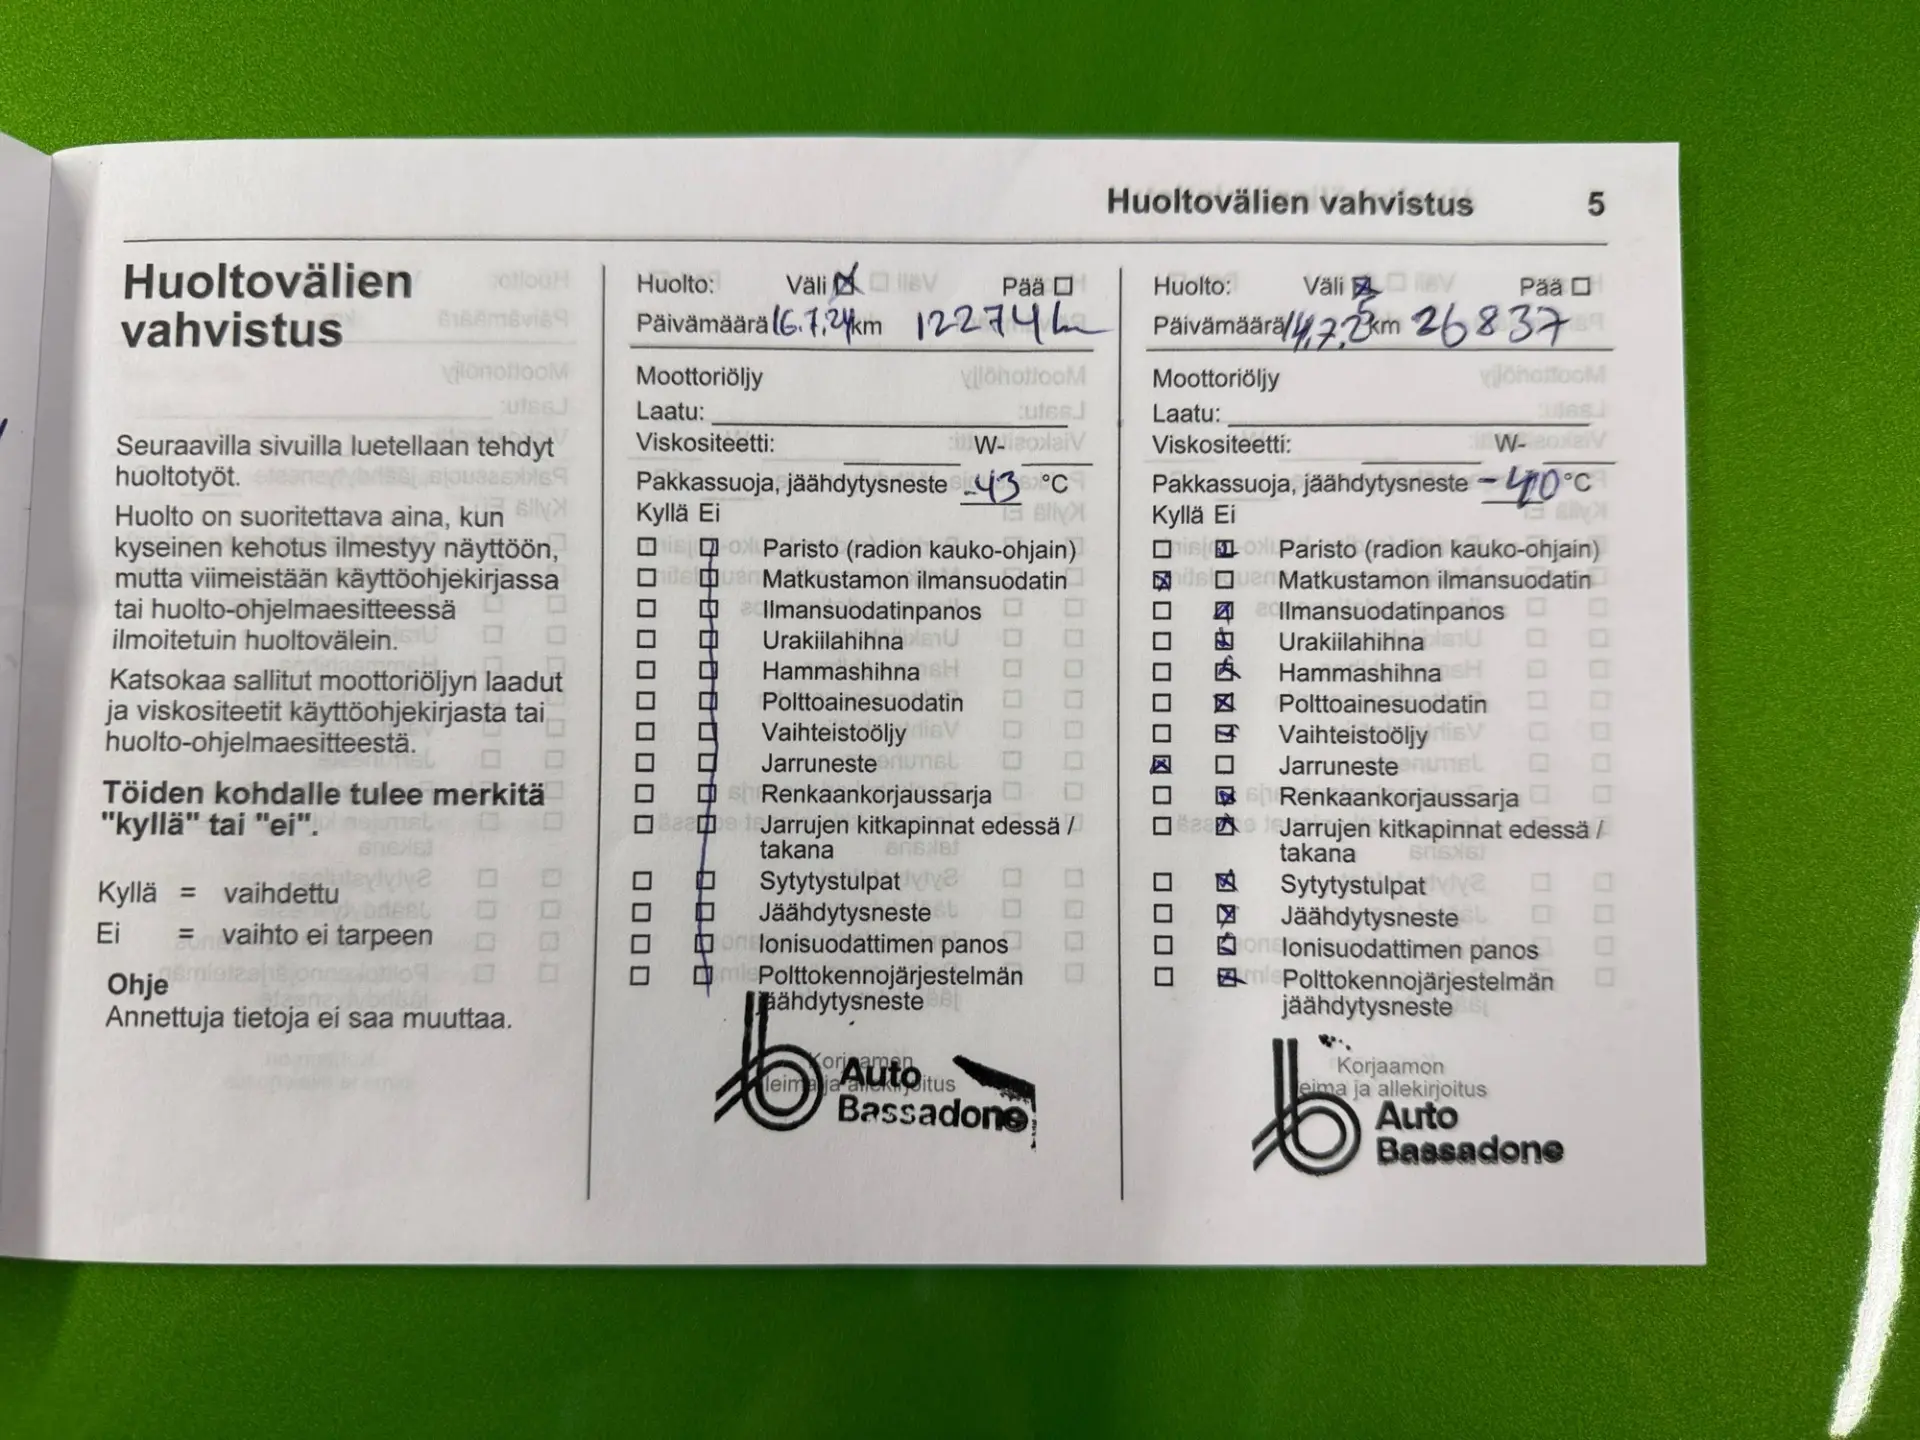 Huoltovälien vahvistus 5
Huoltovälien
vahvistus
Seuraavilla sivuilla luetellaan tehdyt
huoltotyöt.
Huolto on suoritettava aina, kun
kyseinen kehotus ilmestyy näyttöön,
mutta viimeistään käyttöohjekirjassa
tai huolto-ohjelmaesitteessä
ilmoitetuin huoltovälein.
Katsokaa sallitut moottoriöljyn laadut
ja viskositeetit käyttöohjekirjasta tai
huolto-ohjelmaesitteestä.
Töiden kohdalle tulee merkitä
"kyllä" tai "ei".
Kyllä = vaihdettu
Ei = vaihto ei tarpeen
Ohje
Annettuja tietoja ei saa muuttaa.
Huolto: Väli Pää
Päivämäärä 16.7.24 km 12274
Moottoriöljy
Laatu:
Viskositeetti: W-
Pakkassuoja, jäähdytysneste -43 °C
Kyllä Ei
Paristo (radion kauko-ohjain)
Matkustamon ilmansuodatin
Ilmansuodatinpanos
Urakiilahihna
Hammashihna
Polttoainesuodatin
Vaihteistoöljy
Jarruneste
Renkaankorjaussarja
Jarrujen kitkapinnat edessä /
takana
Sytytystulpat
Jäähdytysneste
Ionisuodattimen panos
Polttokennojärjestelmän
jäähdytysneste
Korjaamon
leima ja allekirjoitus
Auto
Bassadone
Huolto: Väli Pää
Päivämäärä 14.7.25 km 26837
Moottoriöljy
Laatu:
Viskositeetti: W-
Pakkassuoja, jäähdytysneste -40 °C
Kyllä Ei
Paristo (radion kauko-ohjain)
Matkustamon ilmansuodatin
Ilmansuodatinpanos
Urakiilahihna
Hammashihna
Polttoainesuodatin
Vaihteistoöljy
Jarruneste
Renkaankorjaussarja
Jarrujen kitkapinnat edessä /
takana
Sytytystulpat
Jäähdytysneste
Ionisuodattimen panos
Polttokennojärjestelmän
jäähdytysneste
Korjaamon
leima ja allekirjoitus
Auto
Bassadone